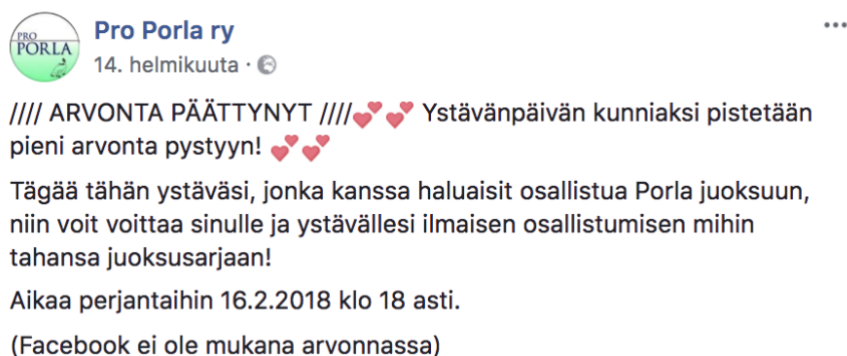 PRO
PORLA
Pro Porla ry
14. helmikuuta ·
//// ARVONTA PÄÄTTYNYT ////💕 💕 Ystävänpäivän kunniaksi pistetään
pieni arvonta pystyyn! 💕 💕
Tägää tähän ystäväsi, jonka kanssa haluaisit osallistua Porla juoksuun,
niin voit voittaa sinulle ja ystävällesi ilmaisen osallistumisen mihin
tahansa juoksusarjaan!
Aikaa perjantaihin 16.2.2018 klo 18 asti.
(Facebook ei ole mukana arvonnassa)